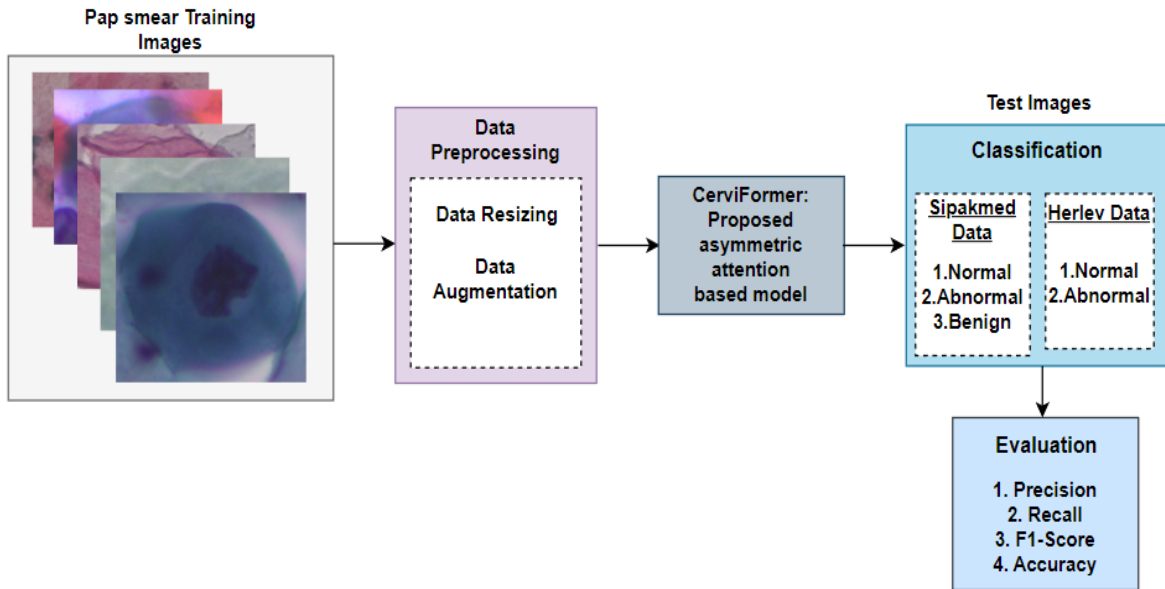 Pap smear Training
Images
Data
Preprocessing
Data Resizing
Data
Augmentation
CerviFormer:
Proposed
asymmetric
attention
based model
Test Images
Classification
Sipakmed
Data
1.Normal
2.Abnormal
3.Benign
Herlev Data
1.Normal
2.Abnormal
Evaluation
1. Precision
2. Recall
3. F1-Score
4. Accuracy